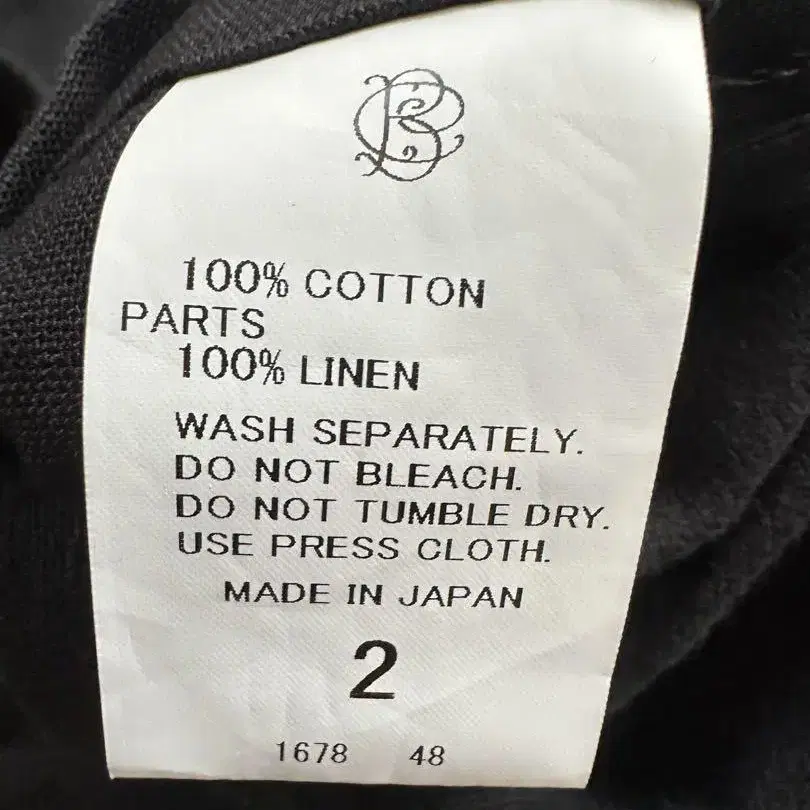 100% COTTON
PARTS
100% LINEN
WASH SEPARATELY.
DO NOT BLEACH.
DO NOT TUMBLE DRY.
USE PRESS CLOTH.
MADE IN JAPAN
2
1678 48